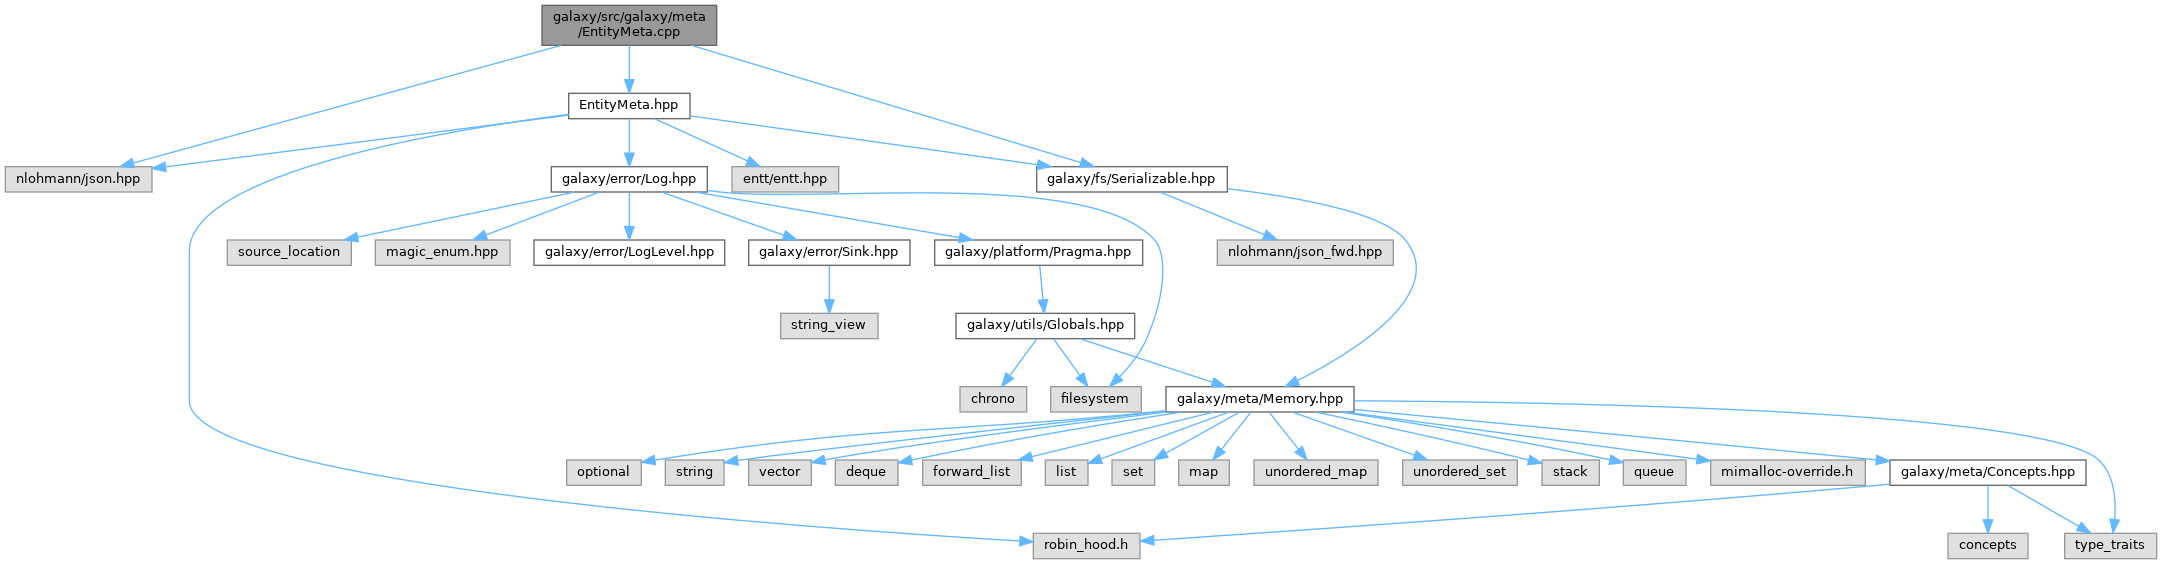 galaxy/src/galaxy/meta
/EntityMeta.cpp
EntityMeta.hpp
nlohmann/json.hpp
galaxy/error/Log.hpp
entt/entt.hpp
galaxy/fs/Serializable.hpp
source_location
magic_enum.hpp
galaxy/error/LogLevel.hpp
galaxy/error/Sink.hpp
galaxy/platform/Pragma.hpp
nlohmann/json_fwd.hpp
string_view
galaxy/utils/Globals.hpp
chrono
filesystem
galaxy/meta/Memory.hpp
optional
string
vector
deque
forward_list
list
set
map
unordered_map
unordered_set
stack
queue
mimalloc-override.h
galaxy/meta/Concepts.hpp
robin_hood.h
concepts
type_traits